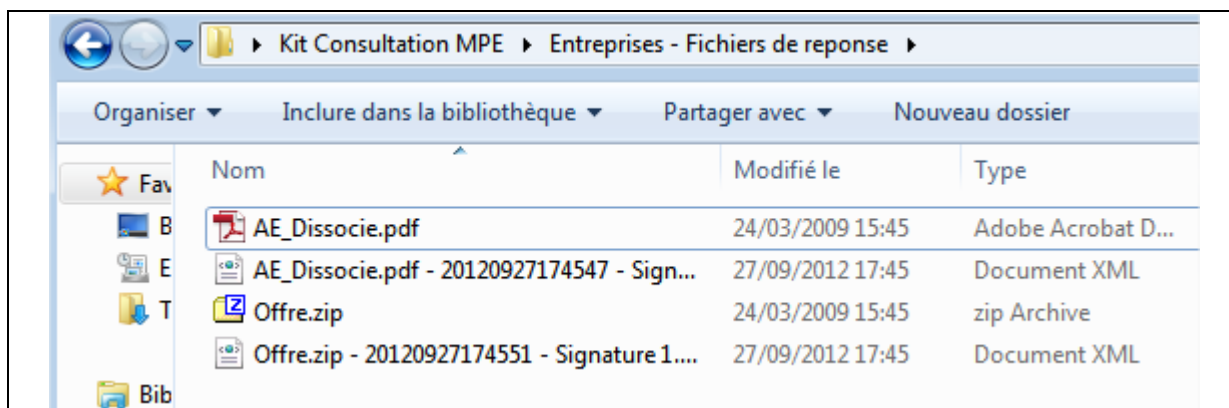 Kit Consultation MPE Entreprises - Fichiers de reponse
Organiser Inclure dans la bibliothèque Partager avec Nouveau dossier
Fav Nom Modifié le Type
B AE_Dissocie.pdf 24/03/2009 15:45 Adobe Acrobat D...
E AE_Dissocie.pdf - 20120927174547 - Sign... 27/09/2012 17:45 Document XML
T Offre.zip 24/03/2009 15:45 zip Archive
Offre.zip - 20120927174551 - Signature 1.... 27/09/2012 17:45 Document XML
Bib